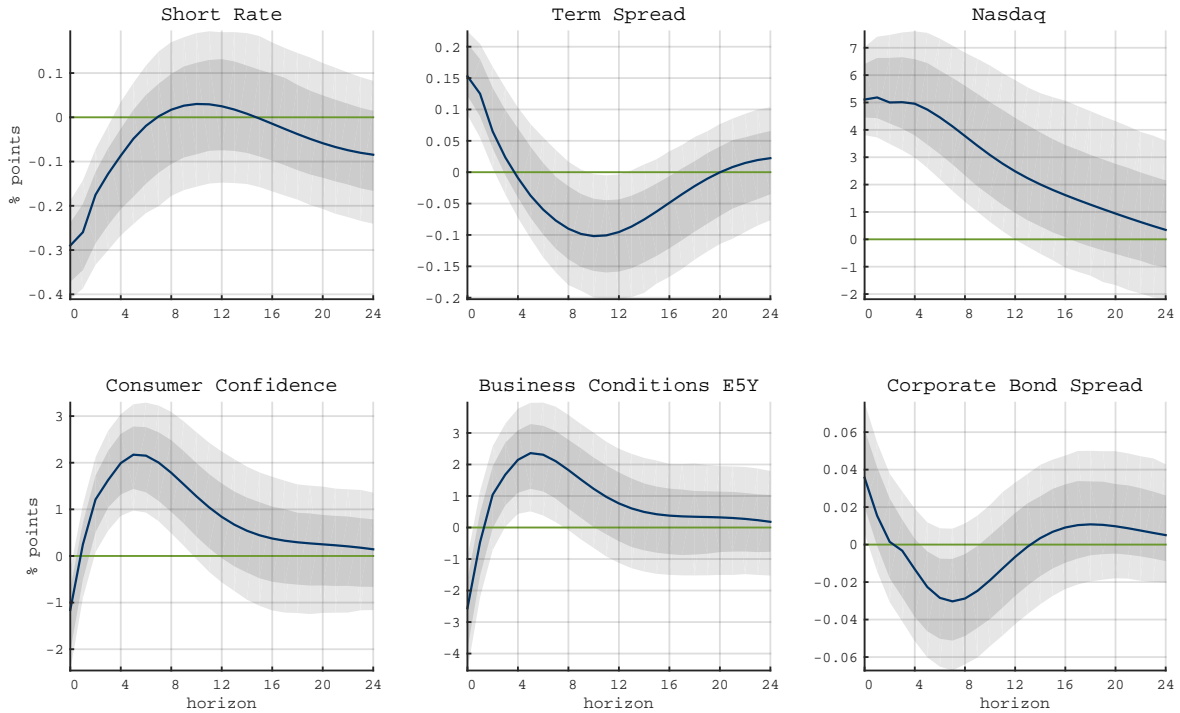 Short Rate
% points
0.1
0
-0.1
-0.2
-0.3
-0.4
0 4 8 12 16 20 24
Term Spread
0.2
0.15
0.1
0.05
0
-0.05
-0.1
-0.15
-0.2
0 4 8 12 16 20 24
Nasdaq
7
6
5
4
3
2
1
0
-1
-2
0 4 8 12 16 20 24
Consumer Confidence
% points
3
2
1
0
-1
-2
0 4 8 12 16 20 24
horizon
Business Conditions E5Y
3
2
1
0
-1
-2
-3
-4
0 4 8 12 16 20 24
horizon
Corporate Bond Spread
0.06
0.04
0.02
0
-0.02
-0.04
-0.06
0 4 8 12 16 20 24
horizon